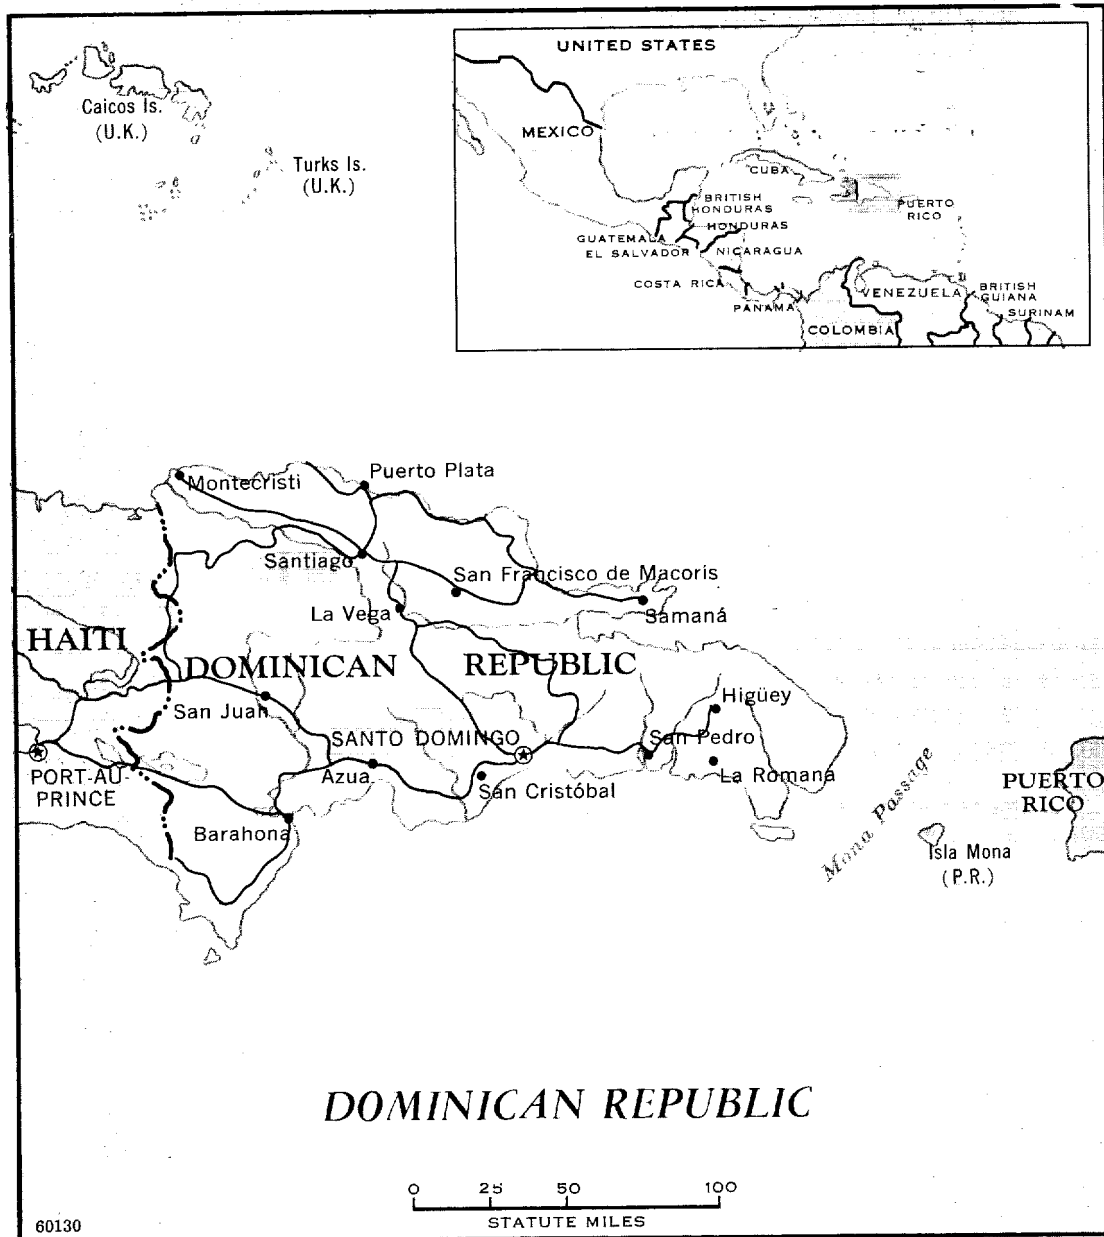 UNITED STATES
MEXICO
CUBA
BRITISH
HONDURAS
PUERTO
RICO
HONDURAS
GUATEMALA
EL SALVADOR
NICARAGUA
COSTA RICA
PANAMA
VENEZUELA
BRITISH
GUIANA
SURINAM
COLOMBIA
Caicos Is.
(U.K.)
Turks Is.
(U.K.)
Montecristi
Puerto Plata
Santiago
San Francisco de Macorís
La Vega
Samaná
HAITI
DOMINICAN REPUBLIC
San Juan
Higüey
SANTO DOMINGO
San Pedro
PORT-AU
PRINCE
Azua
San Cristóbal
La Romana
Barahona
Mona Passage
PUERTO
RICO
Isla Mona
(P.R.)
DOMINICAN REPUBLIC
0 25 50 100
STATUTE MILES
60130